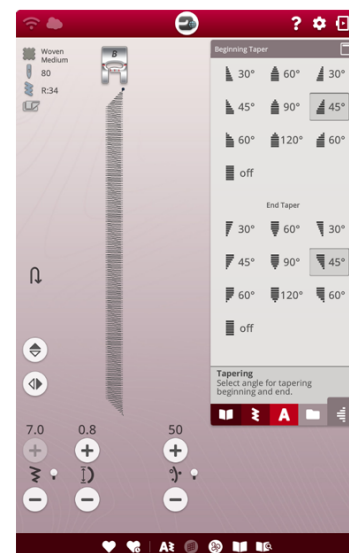 ?
Woven
Medium
80
R:34
B
Beginning Taper
30° 60° 30°
45° 90° 45°
60° 120° 60°
off
End Taper
30° 60° 30°
45° 90° 45°
60° 120° 60°
off
Tapering
Select angle for tapering
beginning and end.
A
7.0 0.8 50
+ + +
− − −
A